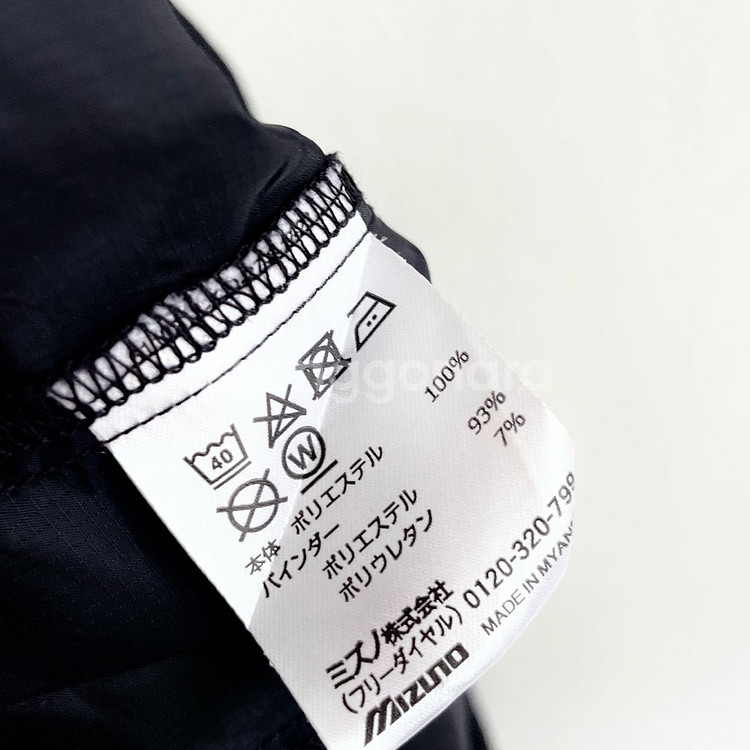 40
W
本体 ポリエステル 100%
バインダー
ポリエステル 93%
ポリウレタン 7%
ミズノ株式会社
(フリーダイヤル) 0120-320-799
MIZUNO MADE IN